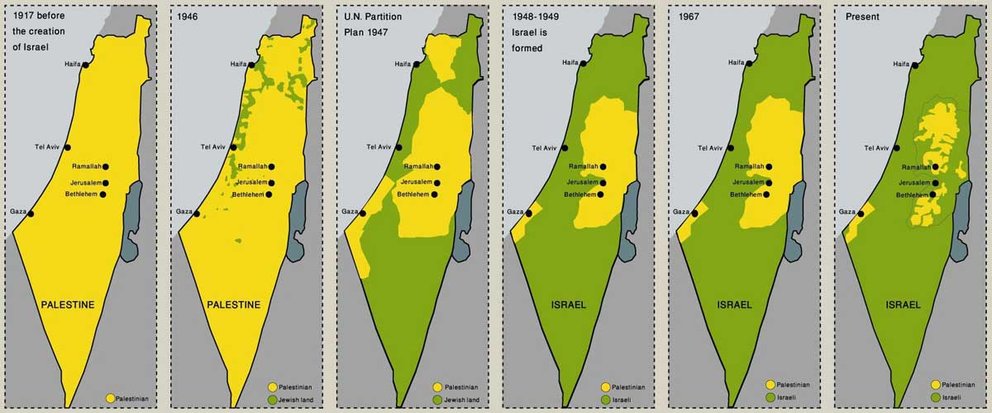 1917 before
the creation
of Israel
Haifa
Tel Aviv
Ramallah
Jerusalem
Bethlehem
Gaza
PALESTINE
Palestinian
1946
Haifa
Tel Aviv
Ramallah
Jerusalem
Bethlehem
Gaza
PALESTINE
Palestinian
Jewish land
U.N. Partition
Plan 1947
Haifa
Tel Aviv
Ramallah
Jerusalem
Bethlehem
Gaza
Palestinian
Jewish land
1948-1949
Israel is
formed
Haifa
Tel Aviv
Ramallah
Jerusalem
Bethlehem
Gaza
ISRAEL
Palestinian
Israeli
1967
Haifa
Tel Aviv
Ramallah
Jerusalem
Bethlehem
Gaza
ISRAEL
Palestinian
Israeli
Present
Haifa
Tel Aviv
Ramallah
Jerusalem
Bethlehem
Gaza
ISRAEL
Palestinian
Israeli